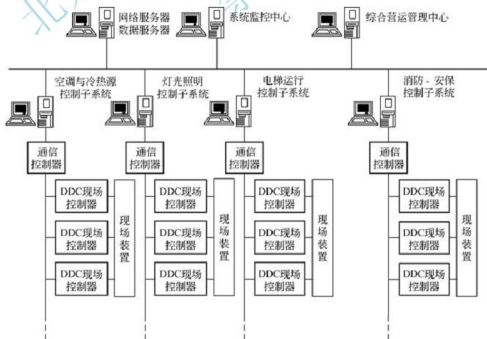 网络服务器
数据服务器
系统监控中心
综合营运管理中心
空调与冷热源
控制子系统
灯光照明
控制子系统
电梯运行
控制子系统
消防、安保
控制子系统
通信
控制器
通信
控制器
通信
控制器
通信
控制器
DDC现场
控制器
DDC现场
控制器
DDC现场
控制器
现场装置
DDC现场
控制器
DDC现场
控制器
DDC现场
控制器
现场装置
DDC现场
控制器
DDC现场
控制器
DDC现场
控制器
现场装置
DDC现场
控制器
DDC现场
控制器
DDC现场
控制器
现场装置